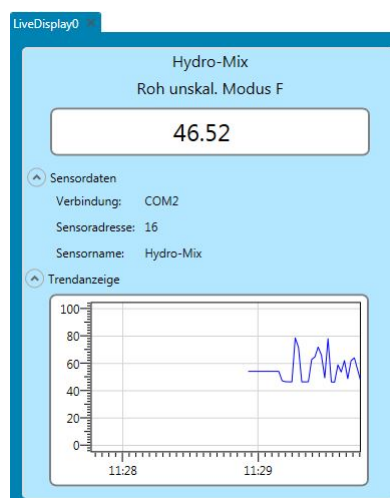 LiveDisplay0
Hydro-Mix
Roh unskal. Modus F
46.52
Sensordaten
Verbindung: COM2
Sensoradresse: 16
Sensorname: Hydro-Mix
Trendanzeige
100
80
60
40
20
0
11:28 11:29